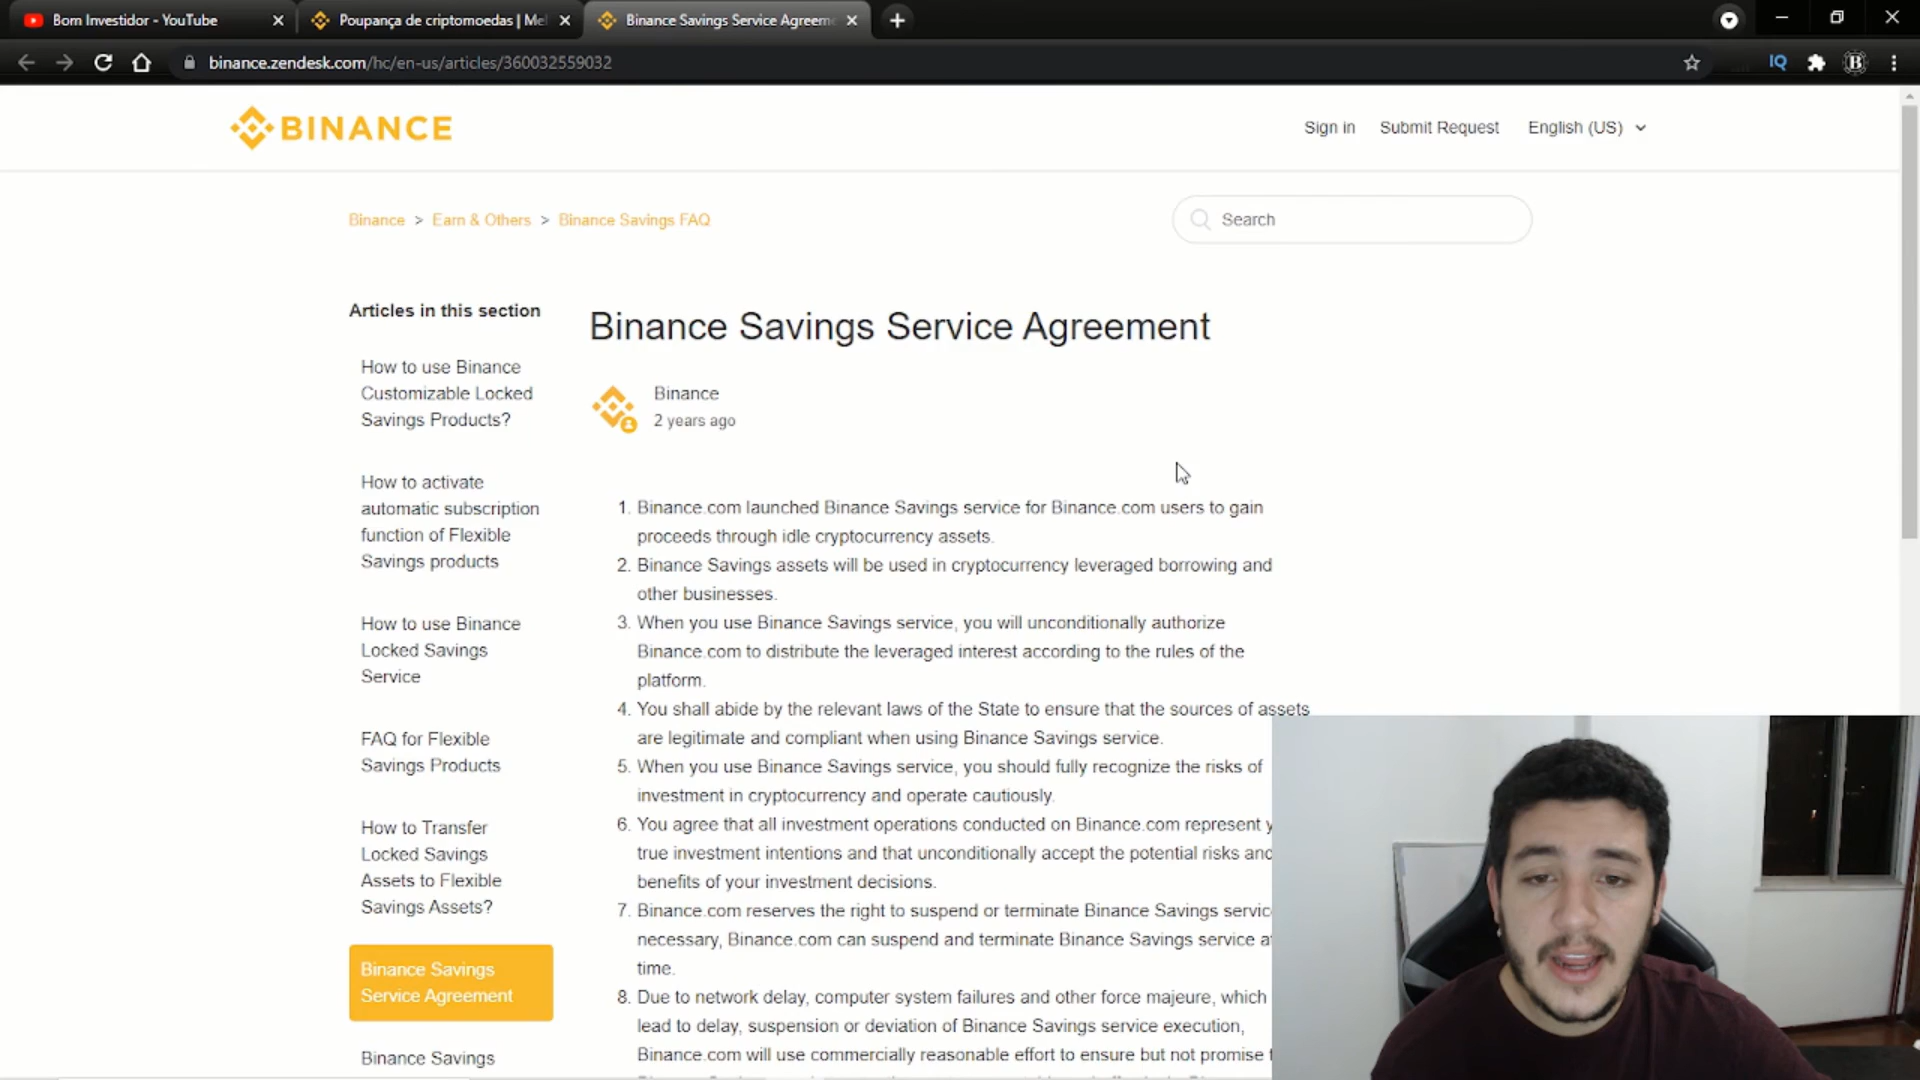 Bom Investidor - YouTube
Poupança de criptomoedas | Mel
Binance Savings Service Agreem
binance.zendesk.com/hc/en-us/articles/360032559032
IQ
B
BINANCE
Sign in
Submit Request
English (US)
Binance > Earn & Others > Binance Savings FAQ
Search
Articles in this section
How to use Binance
Customizable Locked
Savings Products?
How to activate
automatic subscription
function of Flexible
Savings products
How to use Binance
Locked Savings
Service
FAQ for Flexible
Savings Products
How to Transfer
Locked Savings
Assets to Flexible
Savings Assets?
Binance Savings
Service Agreement
Binance Savings
Binance Savings Service Agreement
Binance
2 years ago
1. Binance.com launched Binance Savings service for Binance.com users to gain
proceeds through idle cryptocurrency assets.
2. Binance Savings assets will be used in cryptocurrency leveraged borrowing and
other businesses.
3. When you use Binance Savings service, you will unconditionally authorize
Binance.com to distribute the leveraged interest according to the rules of the
platform.
4. You shall abide by the relevant laws of the State to ensure that the sources of assets
are legitimate and compliant when using Binance Savings service.
5. When you use Binance Savings service, you should fully recognize the risks of
investment in cryptocurrency and operate cautiously.
6. You agree that all investment operations conducted on Binance.com represent
true investment intentions and that unconditionally accept the potential risks and
benefits of your investment decisions.
7. Binance.com reserves the right to suspend or terminate Binance Savings servic
necessary, Binance.com can suspend and terminate Binance Savings service a
time.
8. Due to network delay, computer system failures and other force majeure, which
lead to delay, suspension or deviation of Binance Savings service execution,
Binance.com will use commercially reasonable effort to ensure but not promise